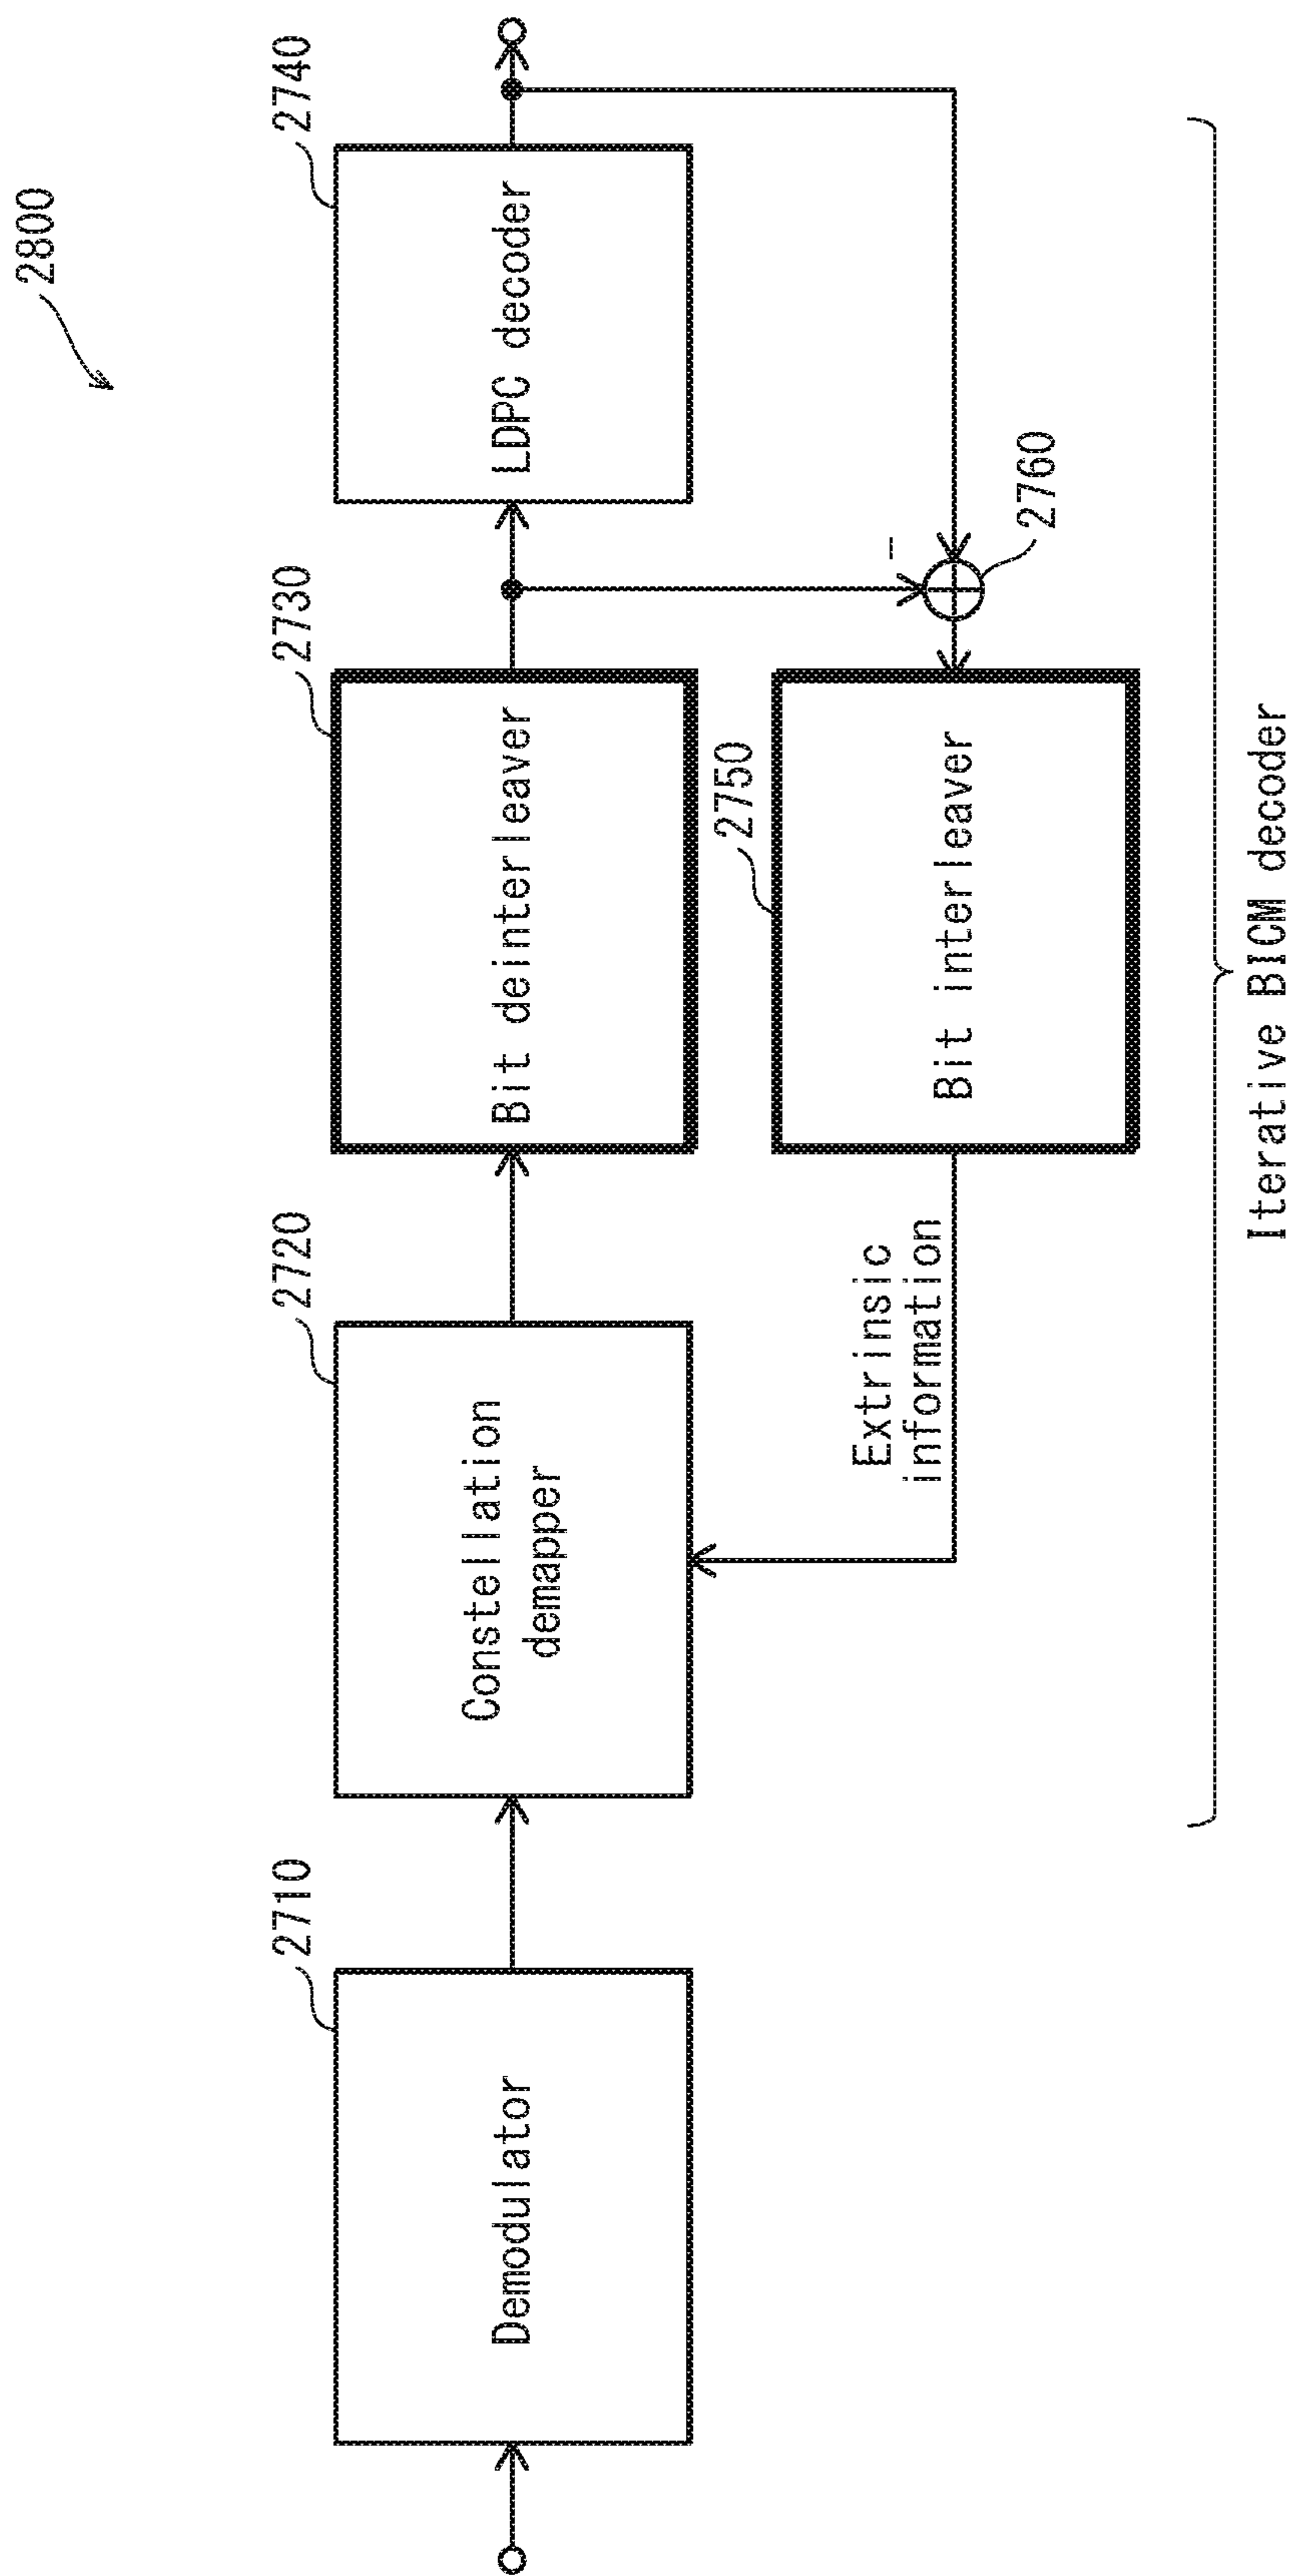 2800
2710
2720
2730
2740
Demodulator
Constellation
demapper
Bit deinterleaver
LDPC decoder
-
2750
2760
Extrinsic
information
Bit interleaver
Iterative BICM decoder